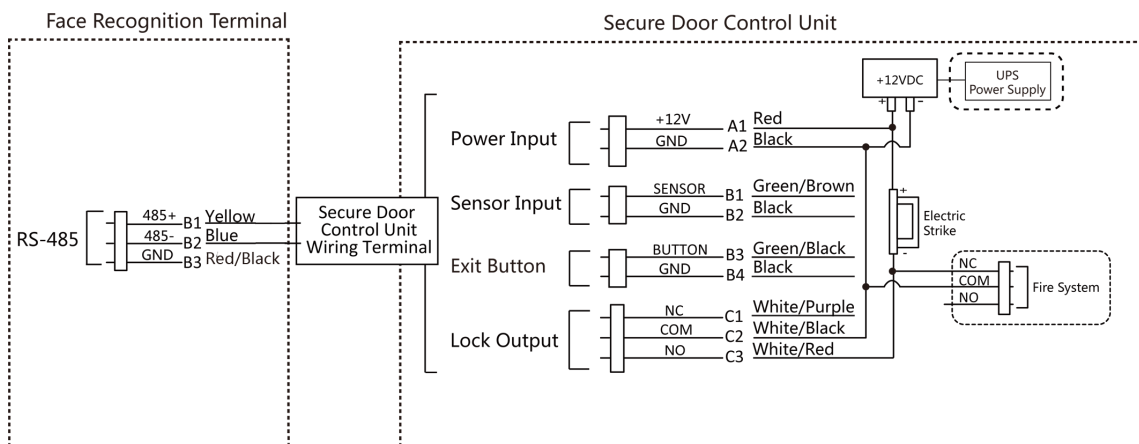 Face Recognition Terminal
Secure Door Control Unit
+12VDC
+ -
UPS
Power Supply
Power Input
+12V A1 Red
GND A2 Black
Sensor Input
SENSOR B1 Green/Brown
GND B2 Black
+
Electric
Strike
-
RS-485
485+ B1 Yellow
485- B2 Blue
GND B3 Red/Black
Secure Door
Control Unit
Wiring Terminal
Exit Button
BUTTON B3 Green/Black
GND B4 Black
NC
COM
NO
Fire System
Lock Output
NC C1 White/Purple
COM C2 White/Black
NO C3 White/Red